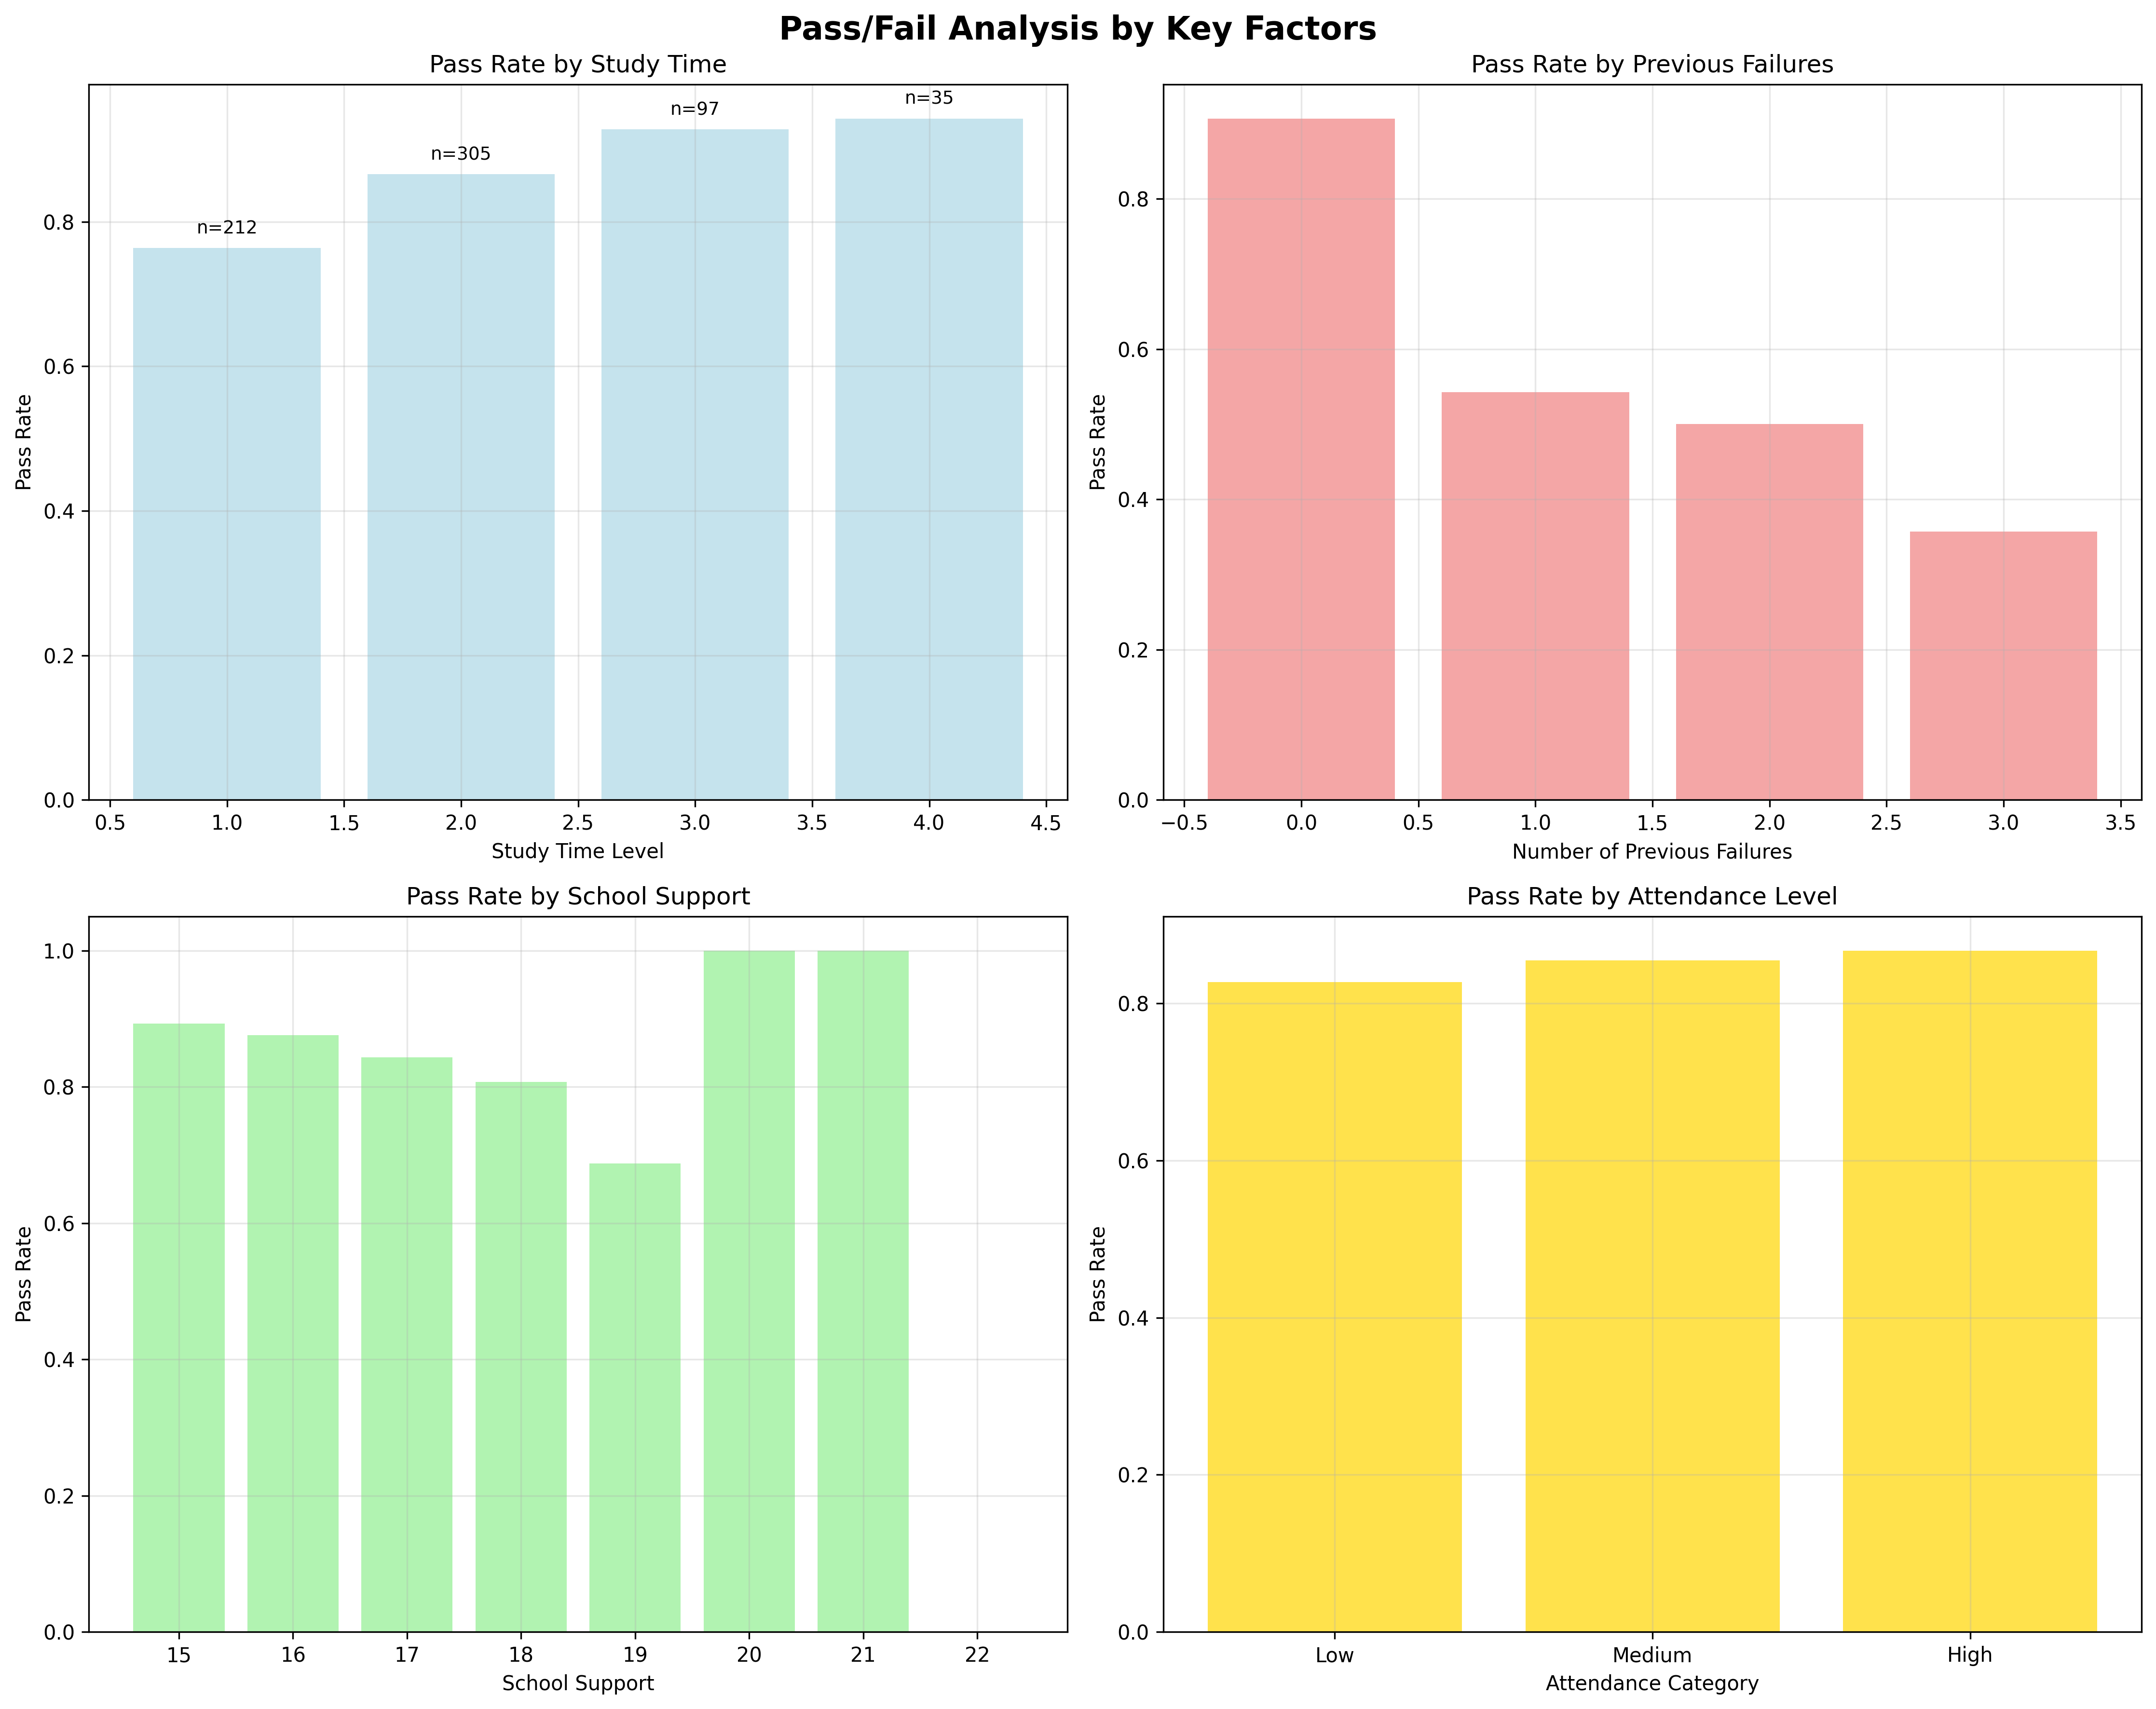 Pass/Fail Analysis by Key Factors
Pass Rate by Study Time
n=212
n=305
n=97
n=35
Pass Rate
0.0
0.2
0.4
0.6
0.8
0.5 1.0 1.5 2.0 2.5 3.0 3.5 4.0 4.5
Study Time Level
Pass Rate by Previous Failures
Pass Rate
0.0
0.2
0.4
0.6
0.8
−0.5 0.0 0.5 1.0 1.5 2.0 2.5 3.0 3.5
Number of Previous Failures
Pass Rate by School Support
Pass Rate
0.0
0.2
0.4
0.6
0.8
1.0
15 16 17 18 19 20 21 22
School Support
Pass Rate by Attendance Level
Pass Rate
0.0
0.2
0.4
0.6
0.8
Low Medium High
Attendance Category